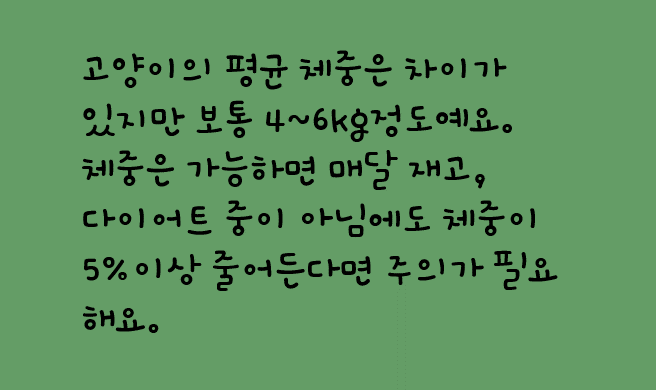 고양이의 평균 체중은 차이가
있지만 보통 4~6kg정도예요.
체중은 가능하면 매달 재고,
다이어트 중이 아님에도 체중이
5%이상 줄어든다면 주의가 필요
해요.